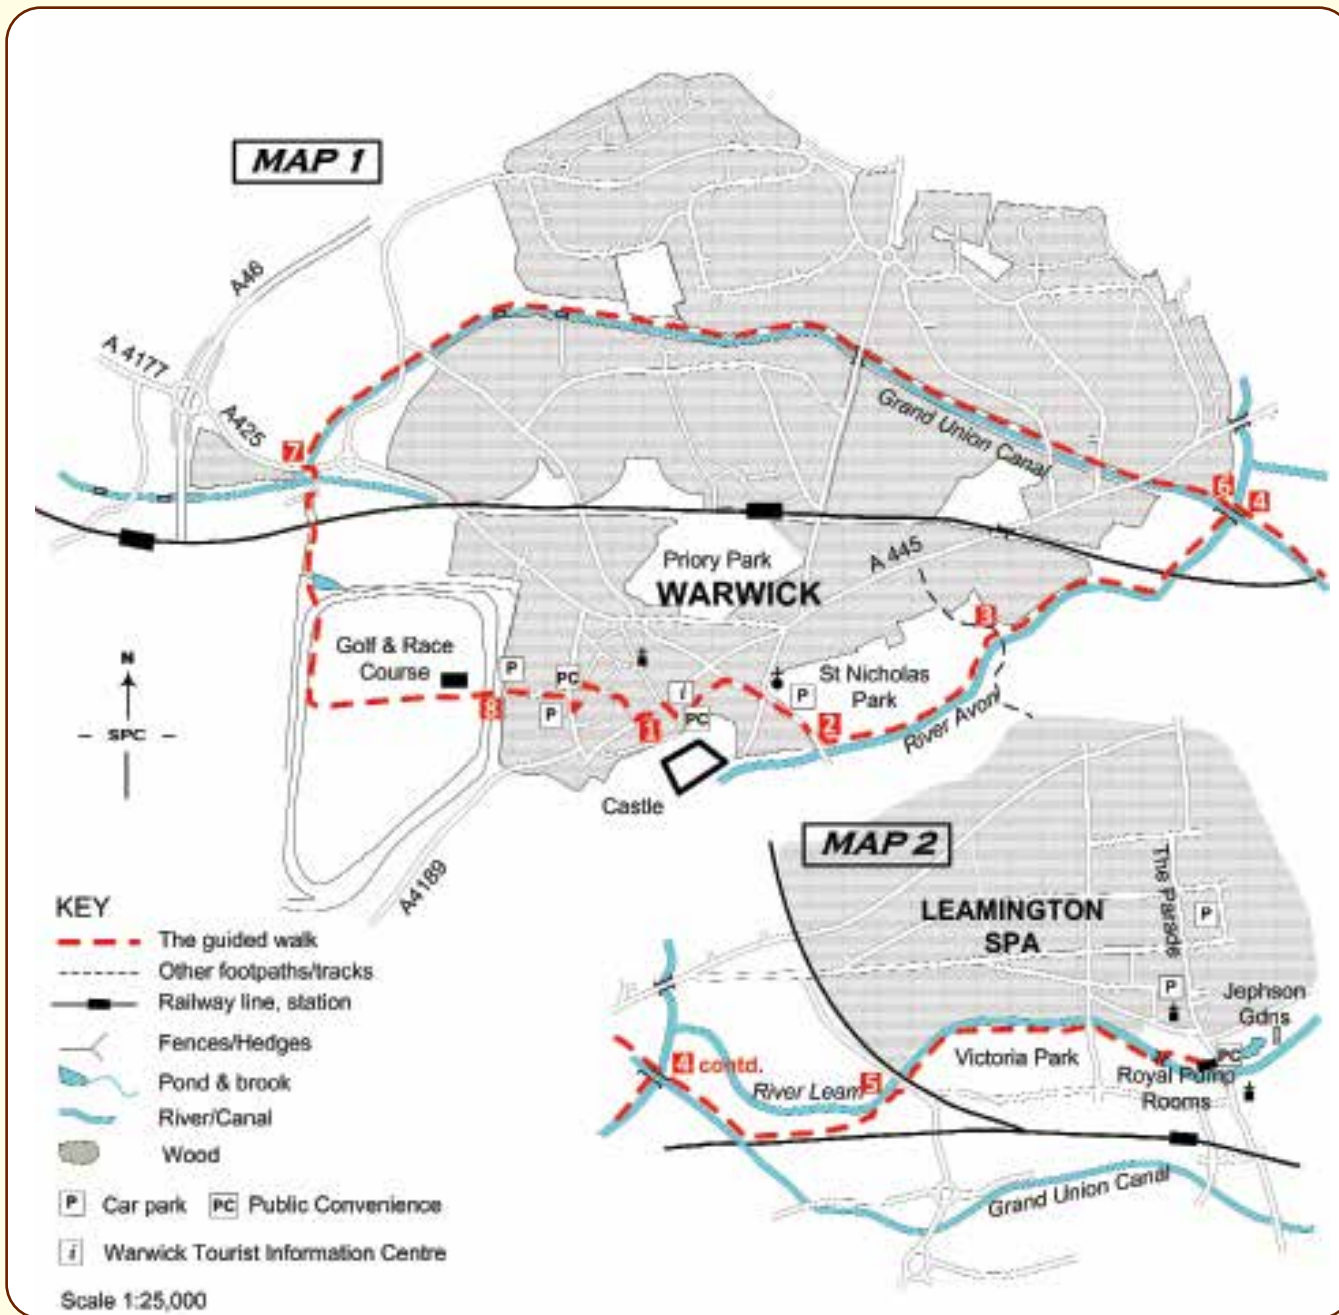 MAP 1
A46
A 4177
A425
7
Grand Union Canal
6
4
Priory Park
WARWICK
A 445
3
Golf & Race
Course
P
PC
i
P
St Nicholas
Park
N
SPC
8
P
1
PC
2
River Avon
Castle
A4189
MAP 2
The Parade
LEAMINGTON
SPA
P
P
Jephson
Gdns
4 contd.
River Leam
5
Victoria Park
PC
Royal Pump
Rooms
Grand Union Canal
KEY
The guided walk
Other footpaths/tracks
Railway line, station
Fences/Hedges
Pond & brook
River/Canal
Wood
P Car park PC Public Convenience
i Warwick Tourist Information Centre
Scale 1:25,000